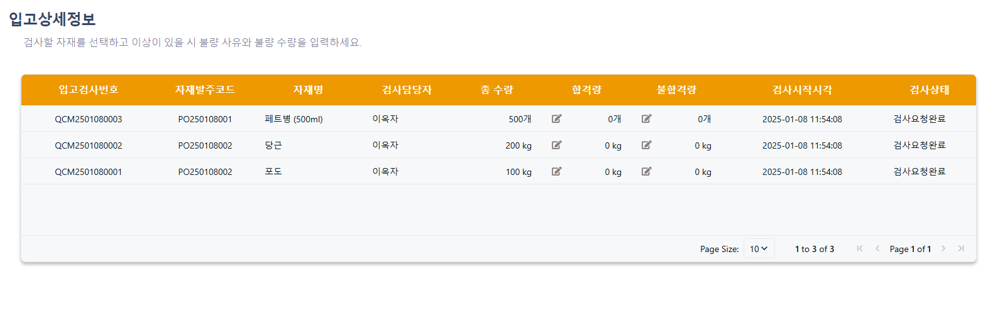 입고상세정보
검사할 자재를 선택하고 이상이 있을 시 불량 사유와 불량 수량을 입력하세요.
입고검사번호 자재발주코드 자재명 검사담당자 총 수량 합격량 불합격량 검사시작시각 검사상태
QCM2501080003 PO250108001 페트병 (500ml) 이옥자 500개 0개 0개 2025-01-08 11:54:08 검사요청완료
QCM2501080002 PO250108002 당근 이옥자 200 kg 0 kg 0 kg 2025-01-08 11:54:08 검사요청완료
QCM2501080001 PO250108002 포도 이옥자 100 kg 0 kg 0 kg 2025-01-08 11:54:08 검사요청완료
Page Size: 10 1 to 3 of 3 Page 1 of 1